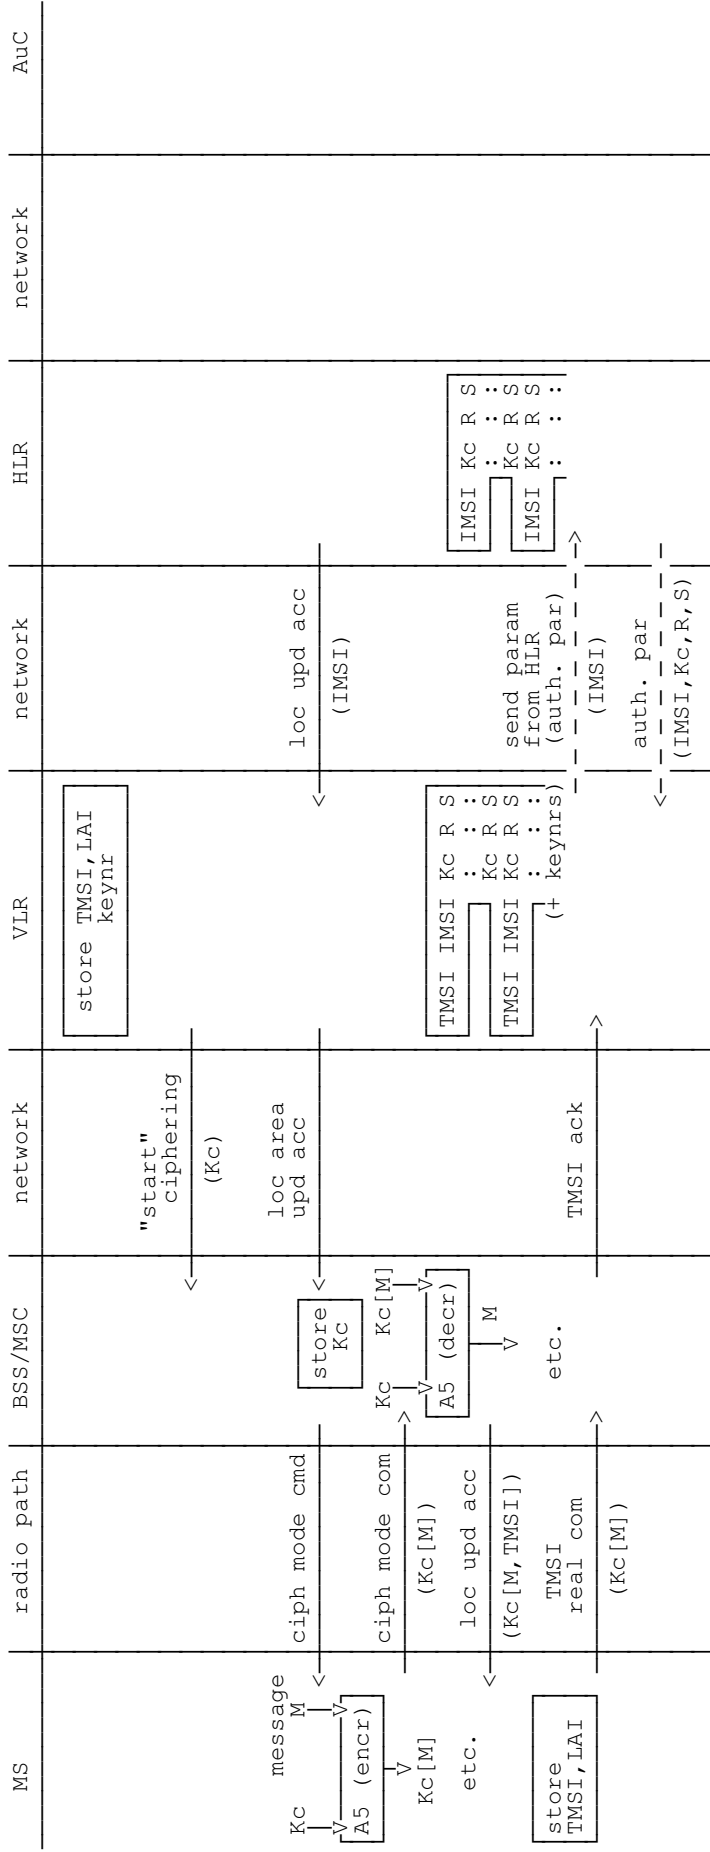 MS radio path BSS/MSC network VLR network HLR network AuC
store TMSI,LAI
keynr
"start"
ciphering
(Kc)
message
Kc M
A5 (encr)
Kc[M]
etc.
ciph mode cmd
store
Kc
loc area
upd acc
loc upd acc
(IMSI)
ciph mode com
(Kc[M])
Kc Kc[M]
A5 (decr)
M
etc.
loc upd acc
(Kc[M,TMSI])
TMSI IMSI Kc R S
: : :
Kc R S
TMSI IMSI Kc R S
: : :
(+ keynrs)
IMSI Kc R S
: : :
Kc R S
IMSI Kc R S
: : :
send param
from HLR
(auth. par)
(IMSI)
store
TMSI,LAI
TMSI
real com
(Kc[M])
TMSI ack
auth. par
(IMSI,Kc,R,S)